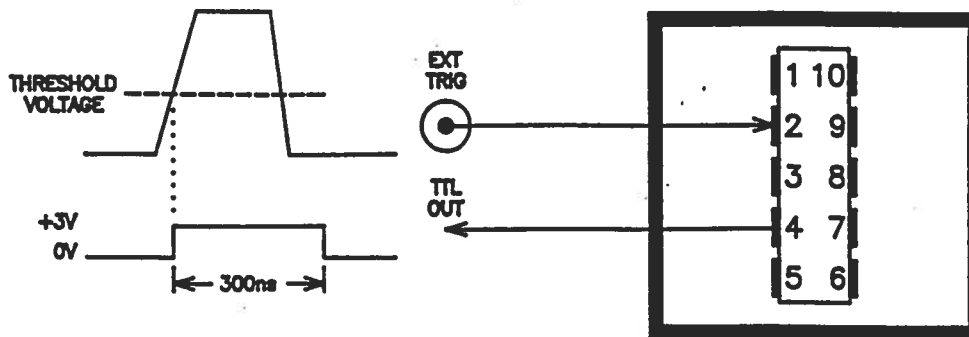 THRESHOLD
VOLTAGE
+3V
0V
300ns
EXT
TRIG
TTL
OUT
1 10
2 9
3 8
4 7
5 6